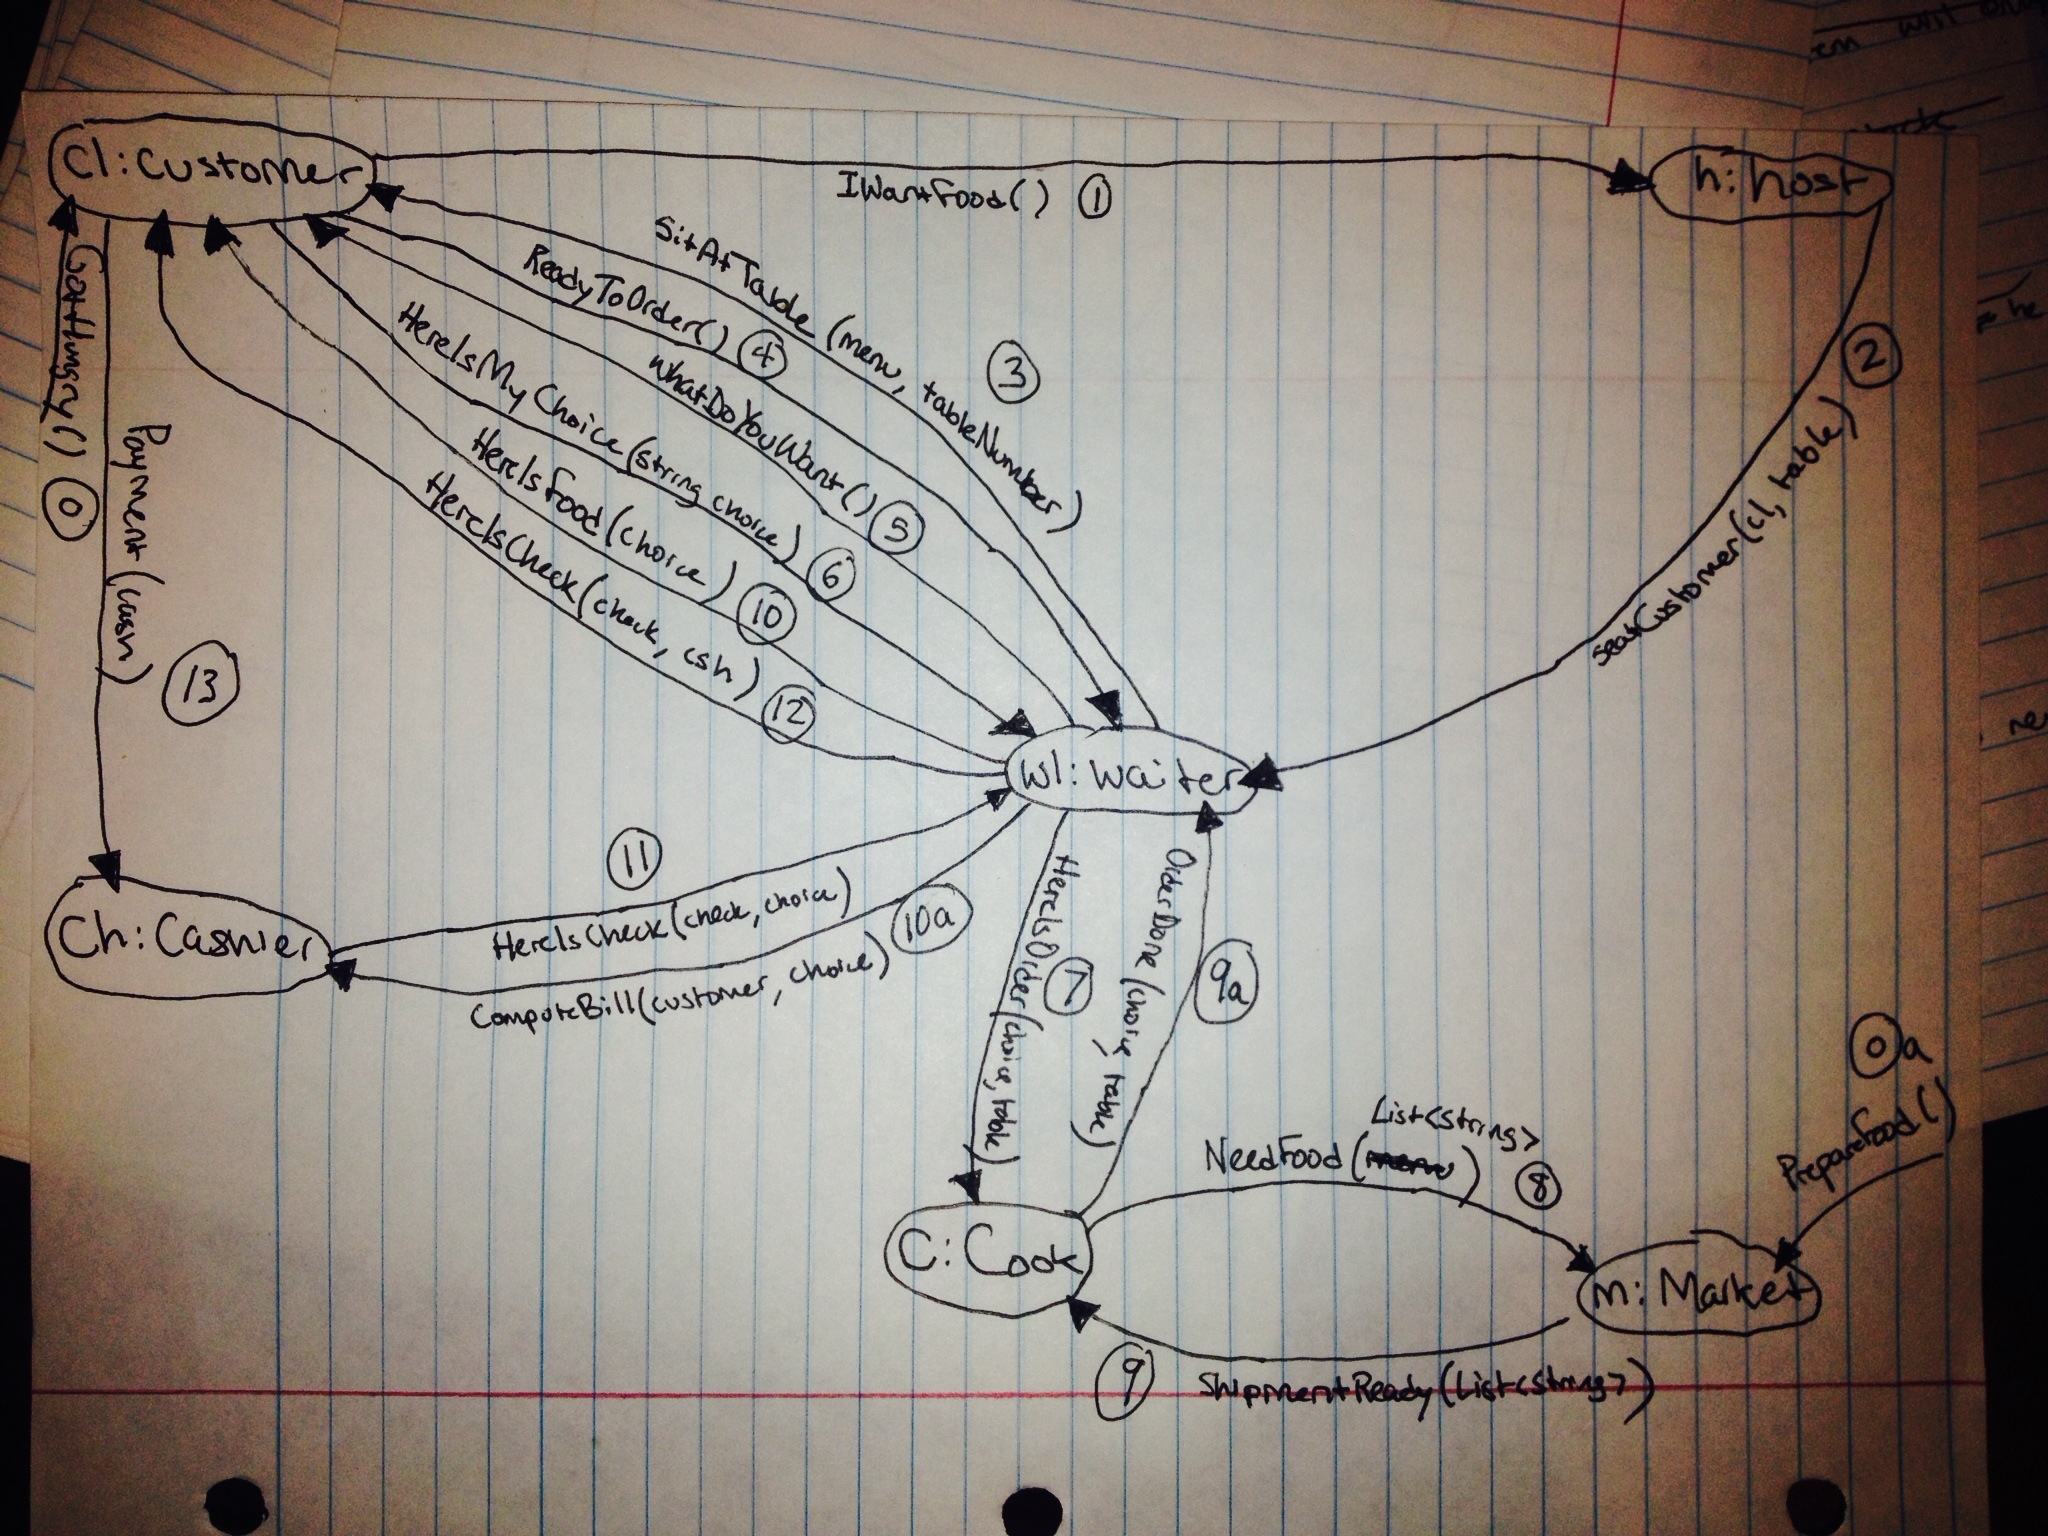 C1:Customer
h:host
IWantFood() 1
SitAtTable (menu, tableNumber) 3
ReadyToOrder() 4
whatDoYouWant() 5
HereIsMyChoice(string choice) 6
HereIsFood(choice) 10
HereIsCheck(check, csh) 12
GetHungry() 0
Payment(cash) 13
seatCustomer(c1, table) 2
w1:waiter
Ch:Cashier
11
HereIsCheck(check, choice)
10a
ComputeBill(customer, choice)
HereIsOrder(choice, table) 7
OrderDone(choice, table) 9a
C:Cook
List<string>
NeedFood( ) 8
0a
PrepareFood()
m:Market
9 ShipmentReady(List<String>)